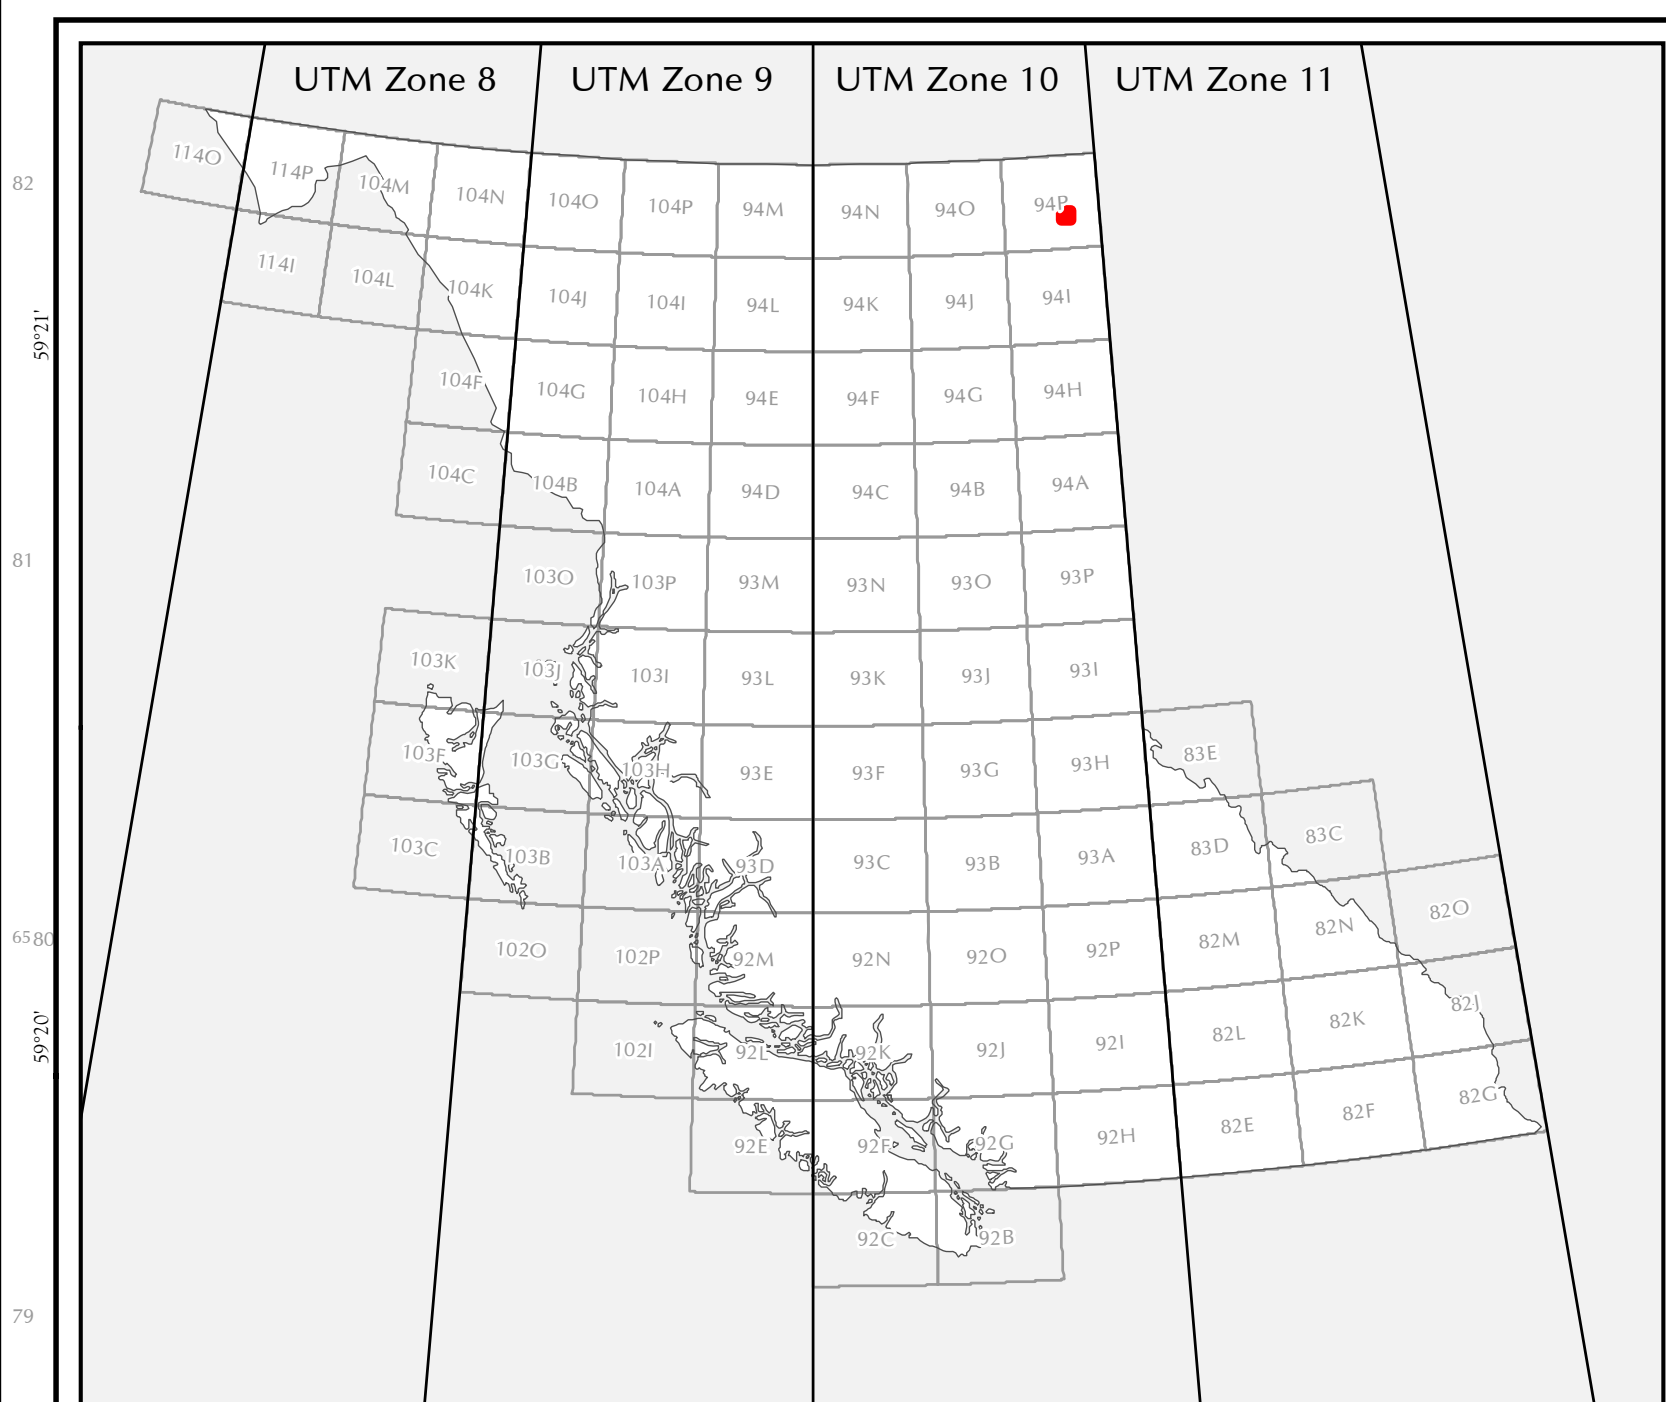 UTM Zone 8 UTM Zone 9 UTM Zone 10 UTM Zone 11
114O 114P 104M 104N 104O 104P 94M 94N 94O 94P
82
114I 104L 104K 104J 104I 94L 94K 94J 94I
59°21'
104F 104G 104H 94E 94F 94G 94H
104C 104B 104A 94D 94C 94B 94A
81
103O 103P 93M 93N 93O 93P
103K 103J 103I 93L 93K 93J 93I
103F 103G 103H 93E 93F 93G 93H 83E
103C 103B 103A 93D 93C 93B 93A 83D 83C
6580
102O 102P 92M 92N 92O 92P 82M 82N 82O
59°20'
102I 92L 92K 92J 92I 82L 82K 82J
92E 92F 92G 92H 82E 82F 82G
92C 92B
79